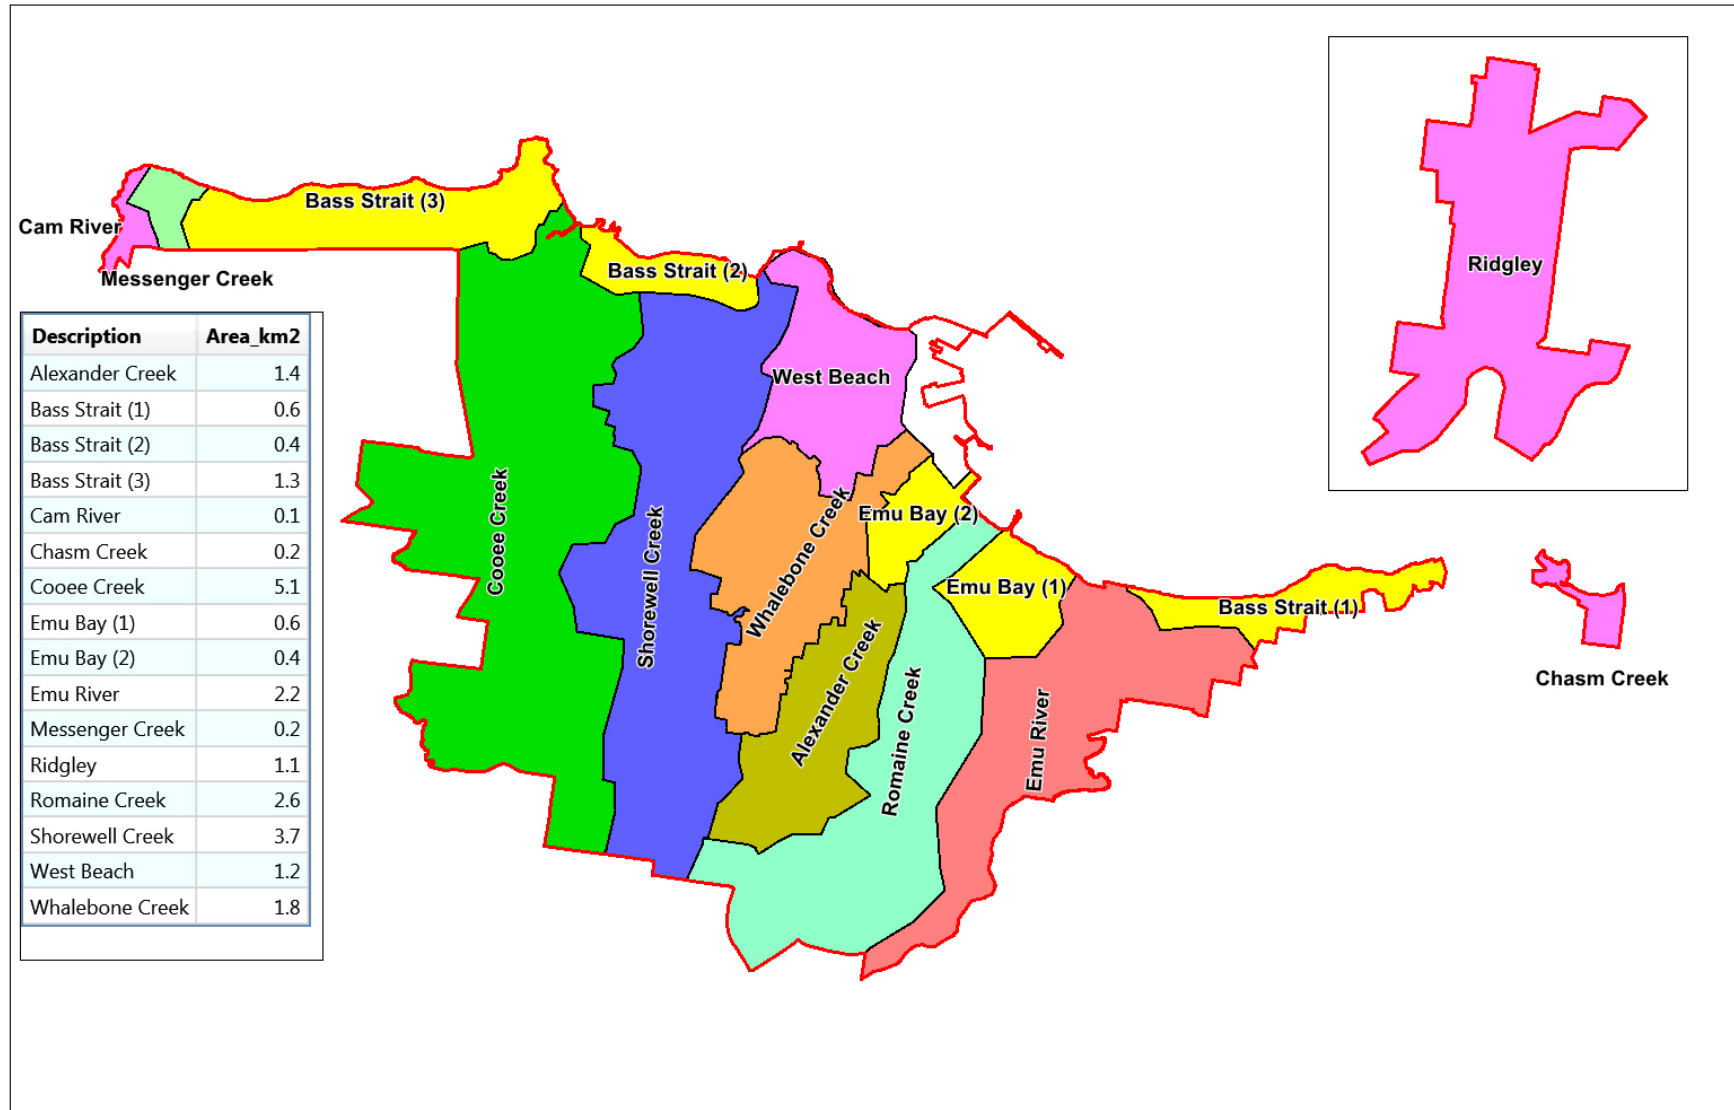 Bass Strait (3)
Cam River
Messenger Creek
Bass Strait (2)
Ridgley
West Beach
Cooee Creek
Shorewell Creek
Whalebone Creek
Emu Bay (2)
Emu Bay (1)
Bass Strait (1)
Alexander Creek
Romaine Creek
Emu River
Chasm Creek
Description Area_km2
Alexander Creek 1.4
Bass Strait (1) 0.6
Bass Strait (2) 0.4
Bass Strait (3) 1.3
Cam River 0.1
Chasm Creek 0.2
Cooee Creek 5.1
Emu Bay (1) 0.6
Emu Bay (2) 0.4
Emu River 2.2
Messenger Creek 0.2
Ridgley 1.1
Romaine Creek 2.6
Shorewell Creek 3.7
West Beach 1.2
Whalebone Creek 1.8